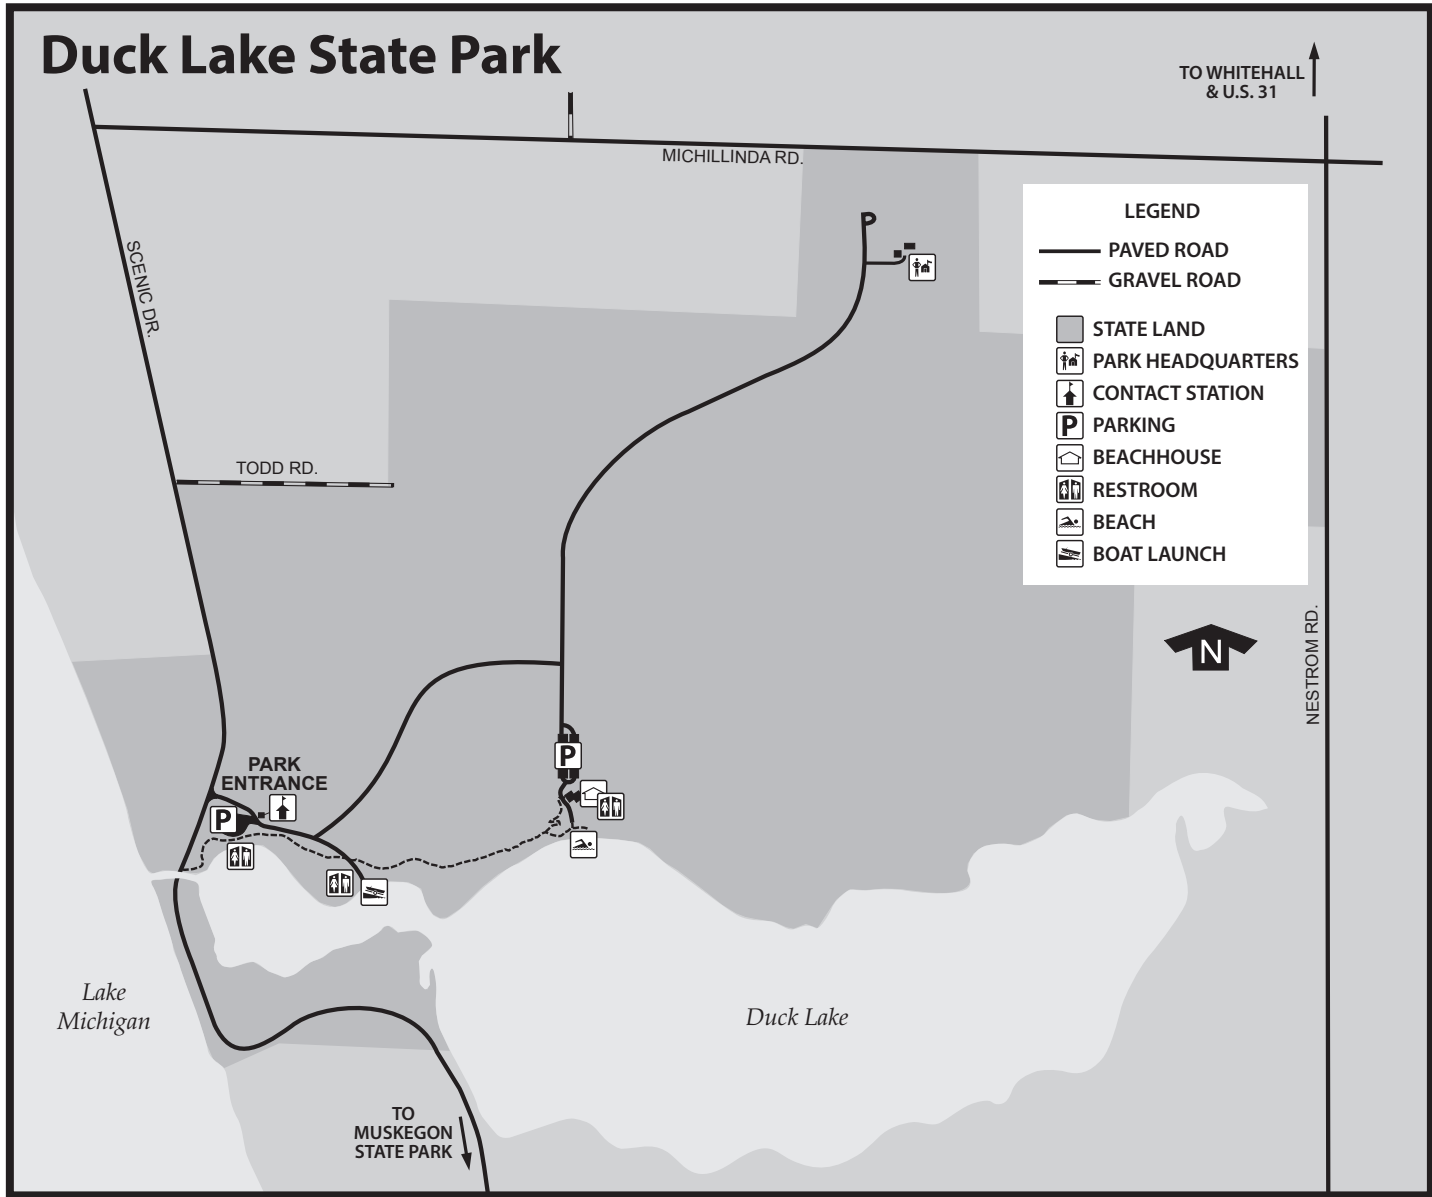 Duck Lake State Park
TO WHITEHALL
& U.S. 31
MICHILLINDA RD.
SCENIC DR.
LEGEND
PAVED ROAD
GRAVEL ROAD
STATE LAND
PARK HEADQUARTERS
CONTACT STATION
P PARKING
BEACHHOUSE
RESTROOM
BEACH
BOAT LAUNCH
TODD RD.
NESTROM RD.
N
PARK
ENTRANCE
P
P
Lake
Michigan
Duck Lake
TO
MUSKEGON
STATE PARK